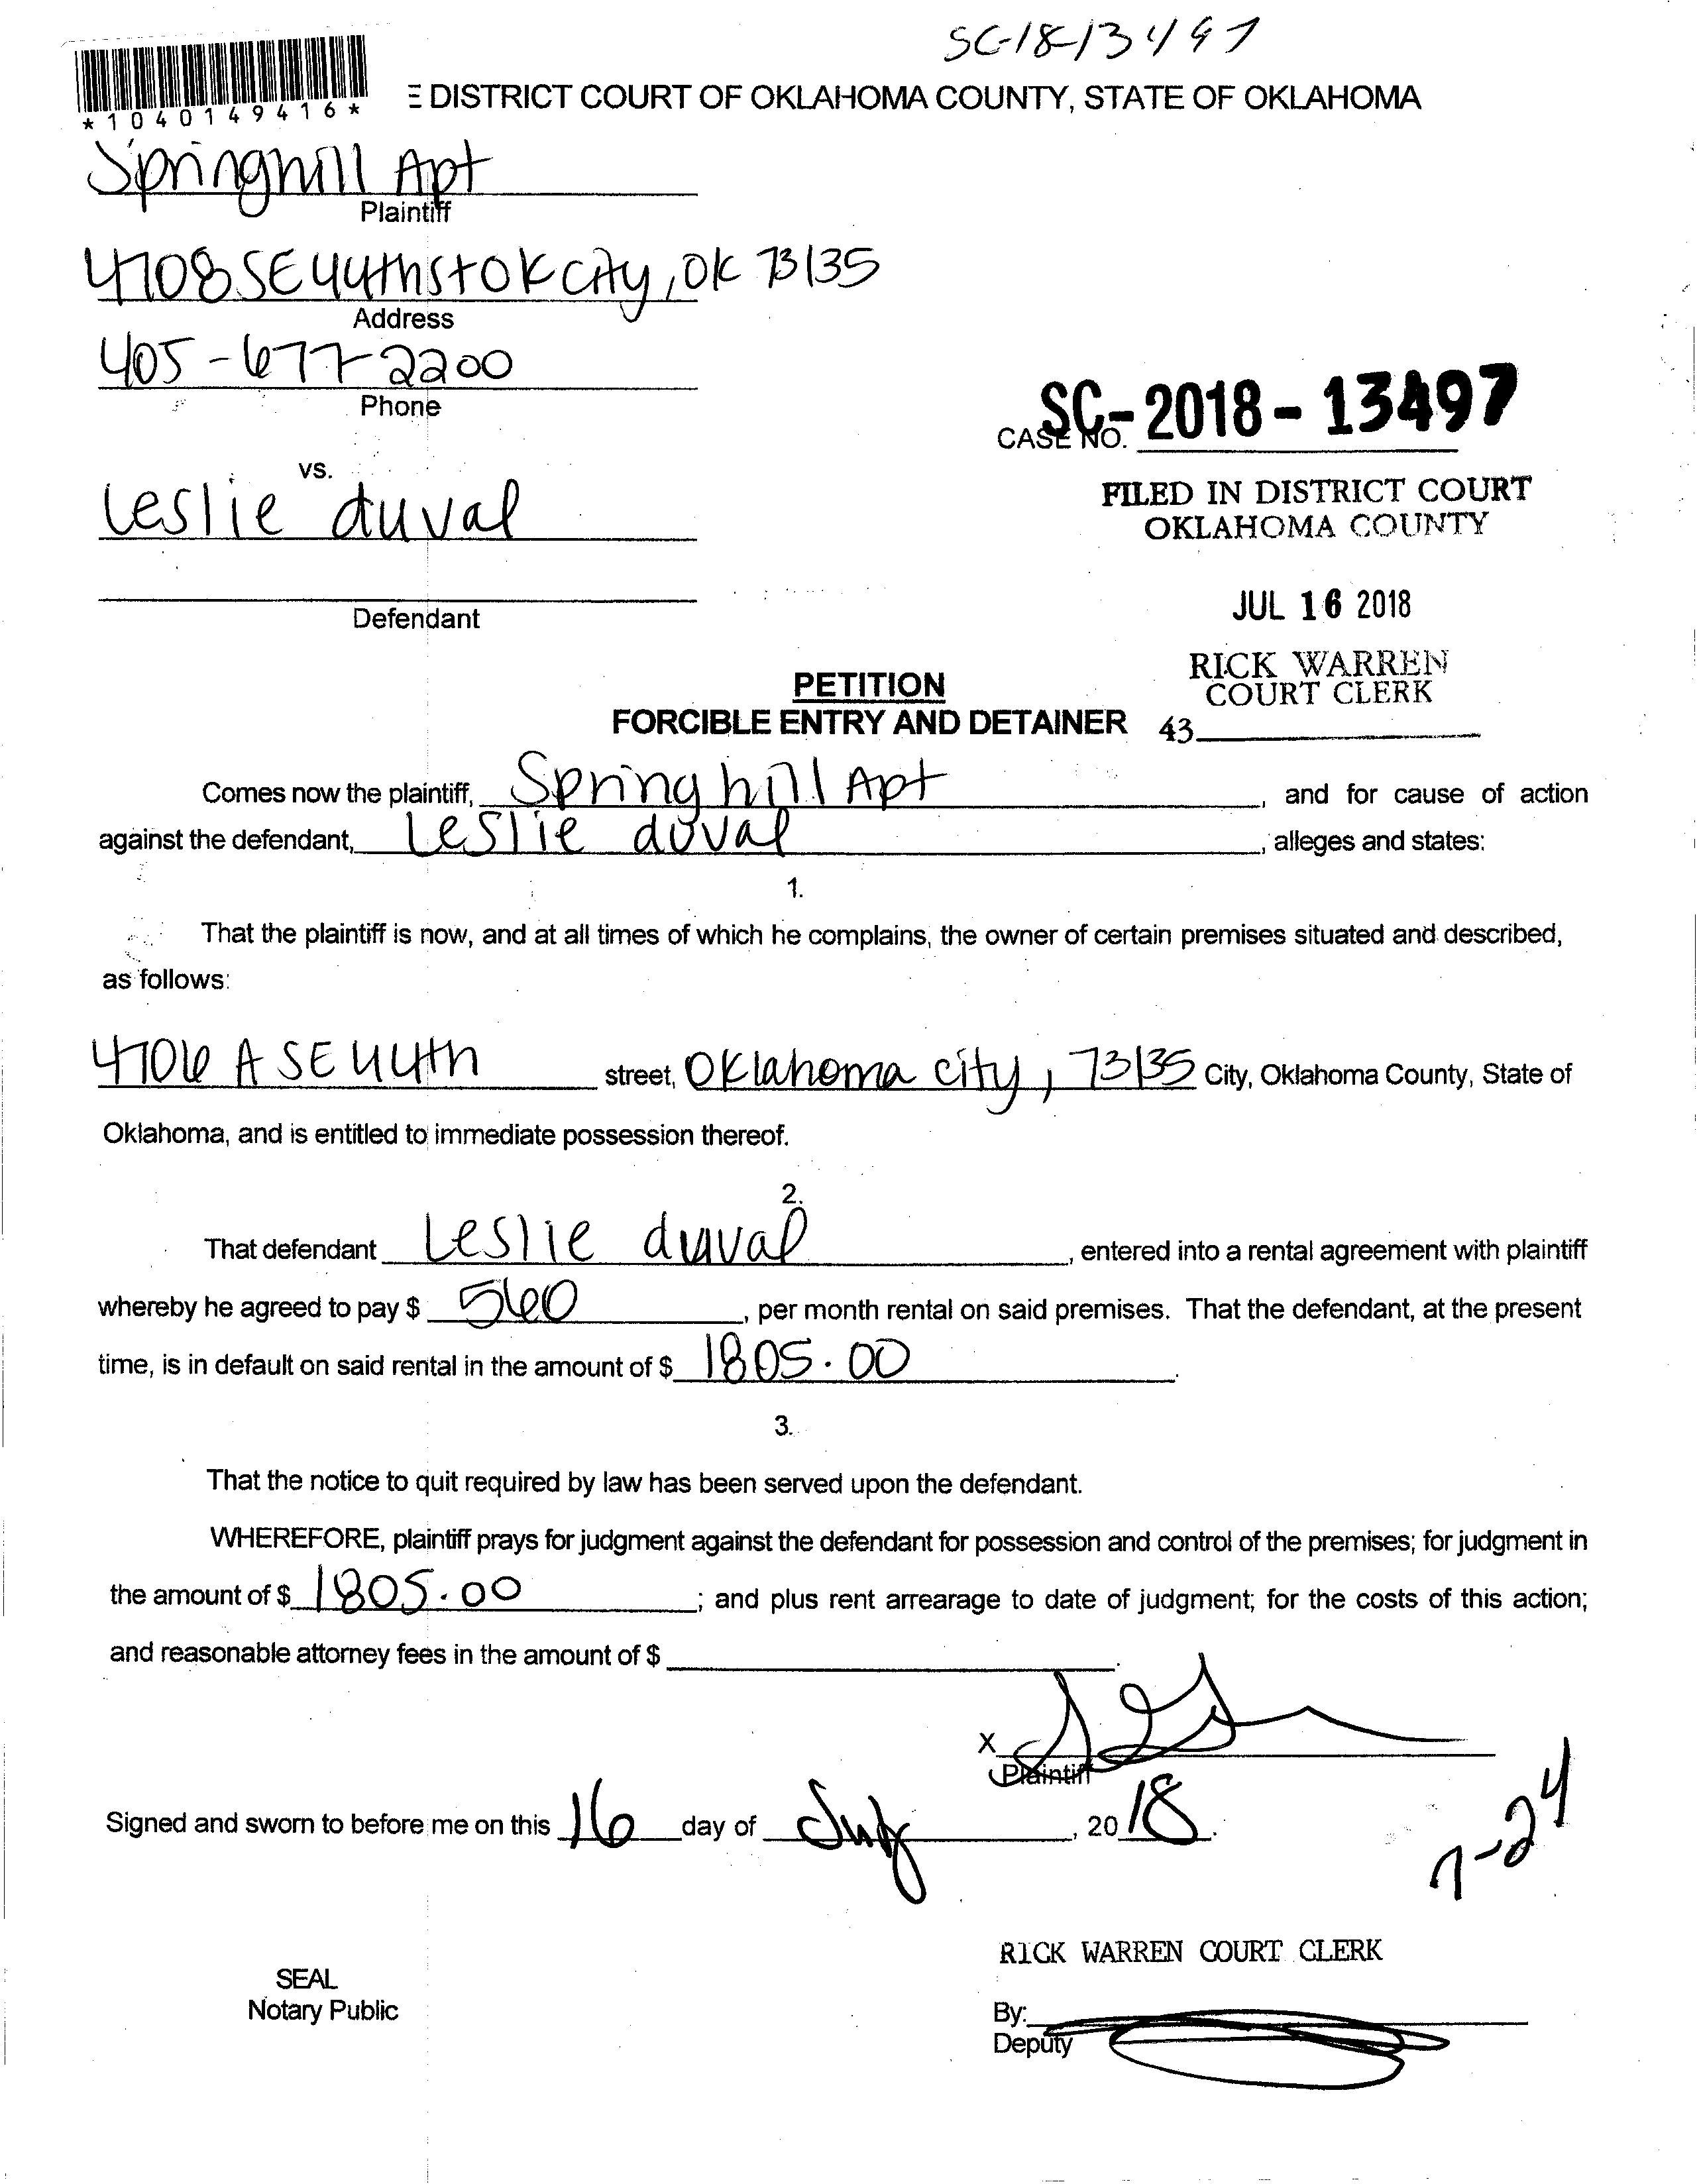 SC-18-13497
*1040149416*
E DISTRICT COURT OF OKLAHOMA COUNTY, STATE OF OKLAHOMA
Springhill Apt
Plaintiff
4708 SE 44th St OK City, OK 73135
Address
405-677-2200
Phone
CASE NO. SC-2018-13497
vs.
Leslie duval
FILED IN DISTRICT COURT
OKLAHOMA COUNTY
Defendant
JUL 16 2018
RICK WARREN
COURT CLERK
PETITION
FORCIBLE ENTRY AND DETAINER
43
Comes now the plaintiff, Springhill Apt, and for cause of action
against the defendant, Leslie duval, alleges and states:
1.
That the plaintiff is now, and at all times of which he complains, the owner of certain premises situated and described,
as follows:
4706 A SE 44th street, Oklahoma city, 73135 City, Oklahoma County, State of
Oklahoma, and is entitled to immediate possession thereof.
2.
That defendant Leslie duval, entered into a rental agreement with plaintiff
whereby he agreed to pay $ 560, per month rental on said premises. That the defendant, at the present
time, is in default on said rental in the amount of $ 1805.00.
3.
That the notice to quit required by law has been served upon the defendant.
WHEREFORE, plaintiff prays for judgment against the defendant for possession and control of the premises; for judgment in
the amount of $ 1805.00; and plus rent arrearage to date of judgment; for the costs of this action;
and reasonable attorney fees in the amount of $ .
X
Plaintiff
Signed and sworn to before me on this 16 day of July, 2018.
7-24
RICK WARREN COURT CLERK
SEAL
Notary Public
By:
Deputy